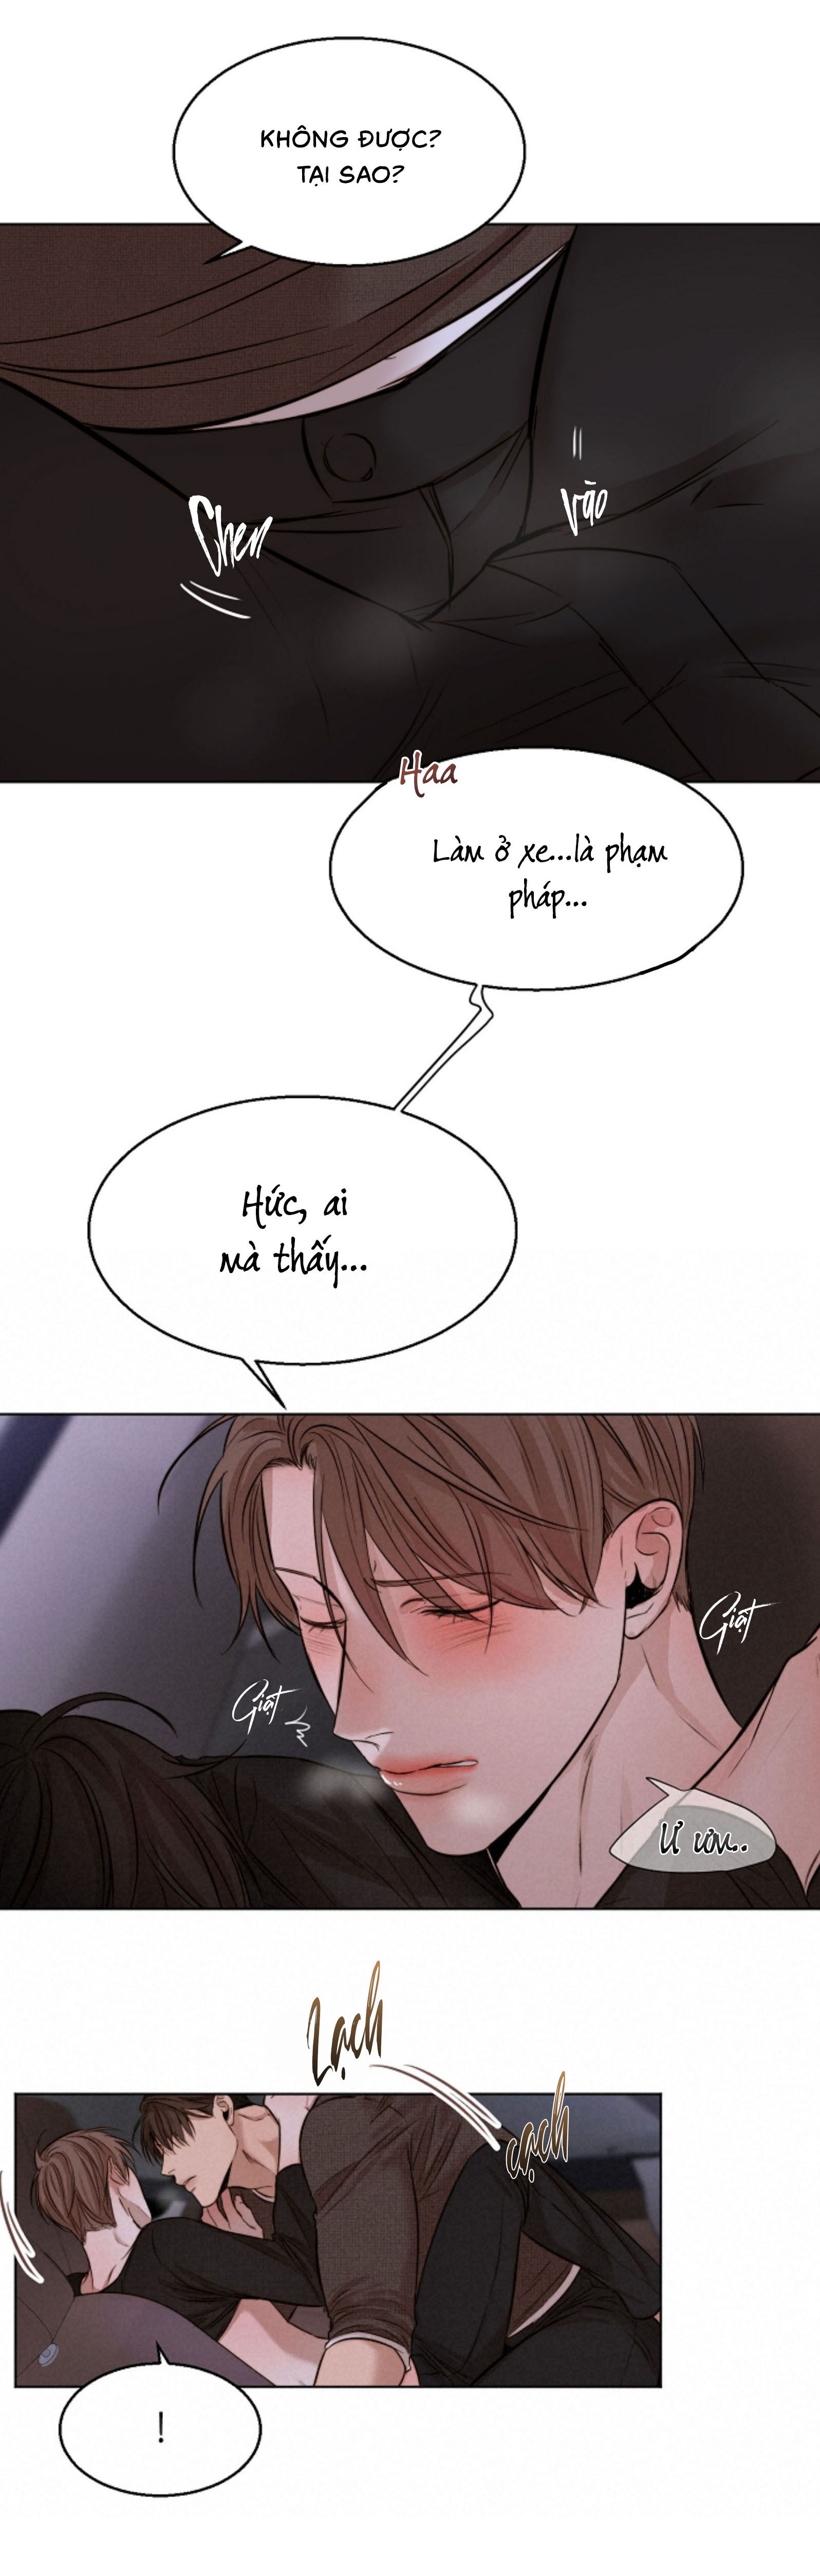 KHÔNG ĐƯỢC?
TẠI SAO?
Chen
vào
Haa
Làm ở xe...là phạm
pháp...
Hức, ai
mà thấy...
Giật
Giật
Ư ưm..
Lạch
cạch
!